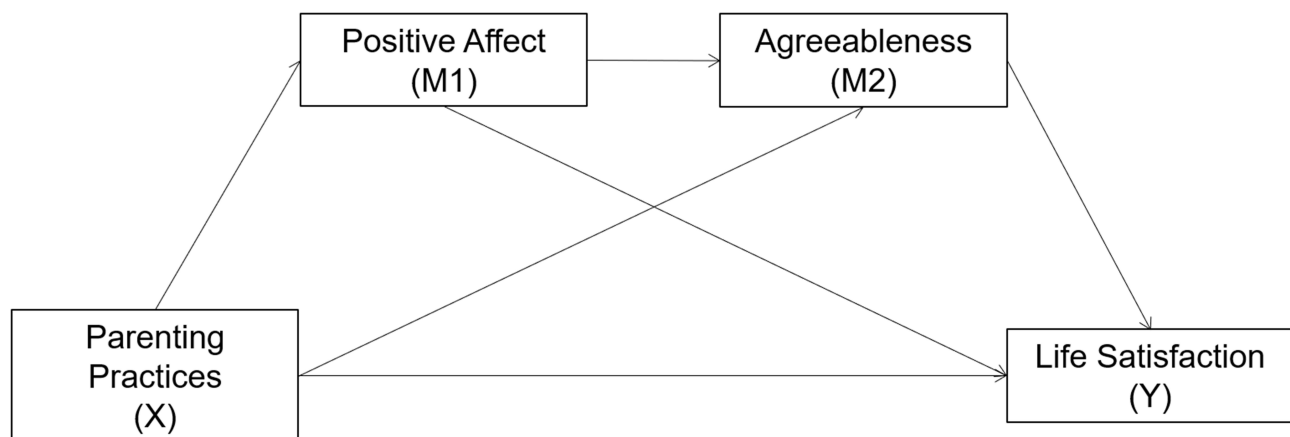 Positive Affect
(M1)
Agreeableness
(M2)
Parenting
Practices
(X)
Life Satisfaction
(Y)